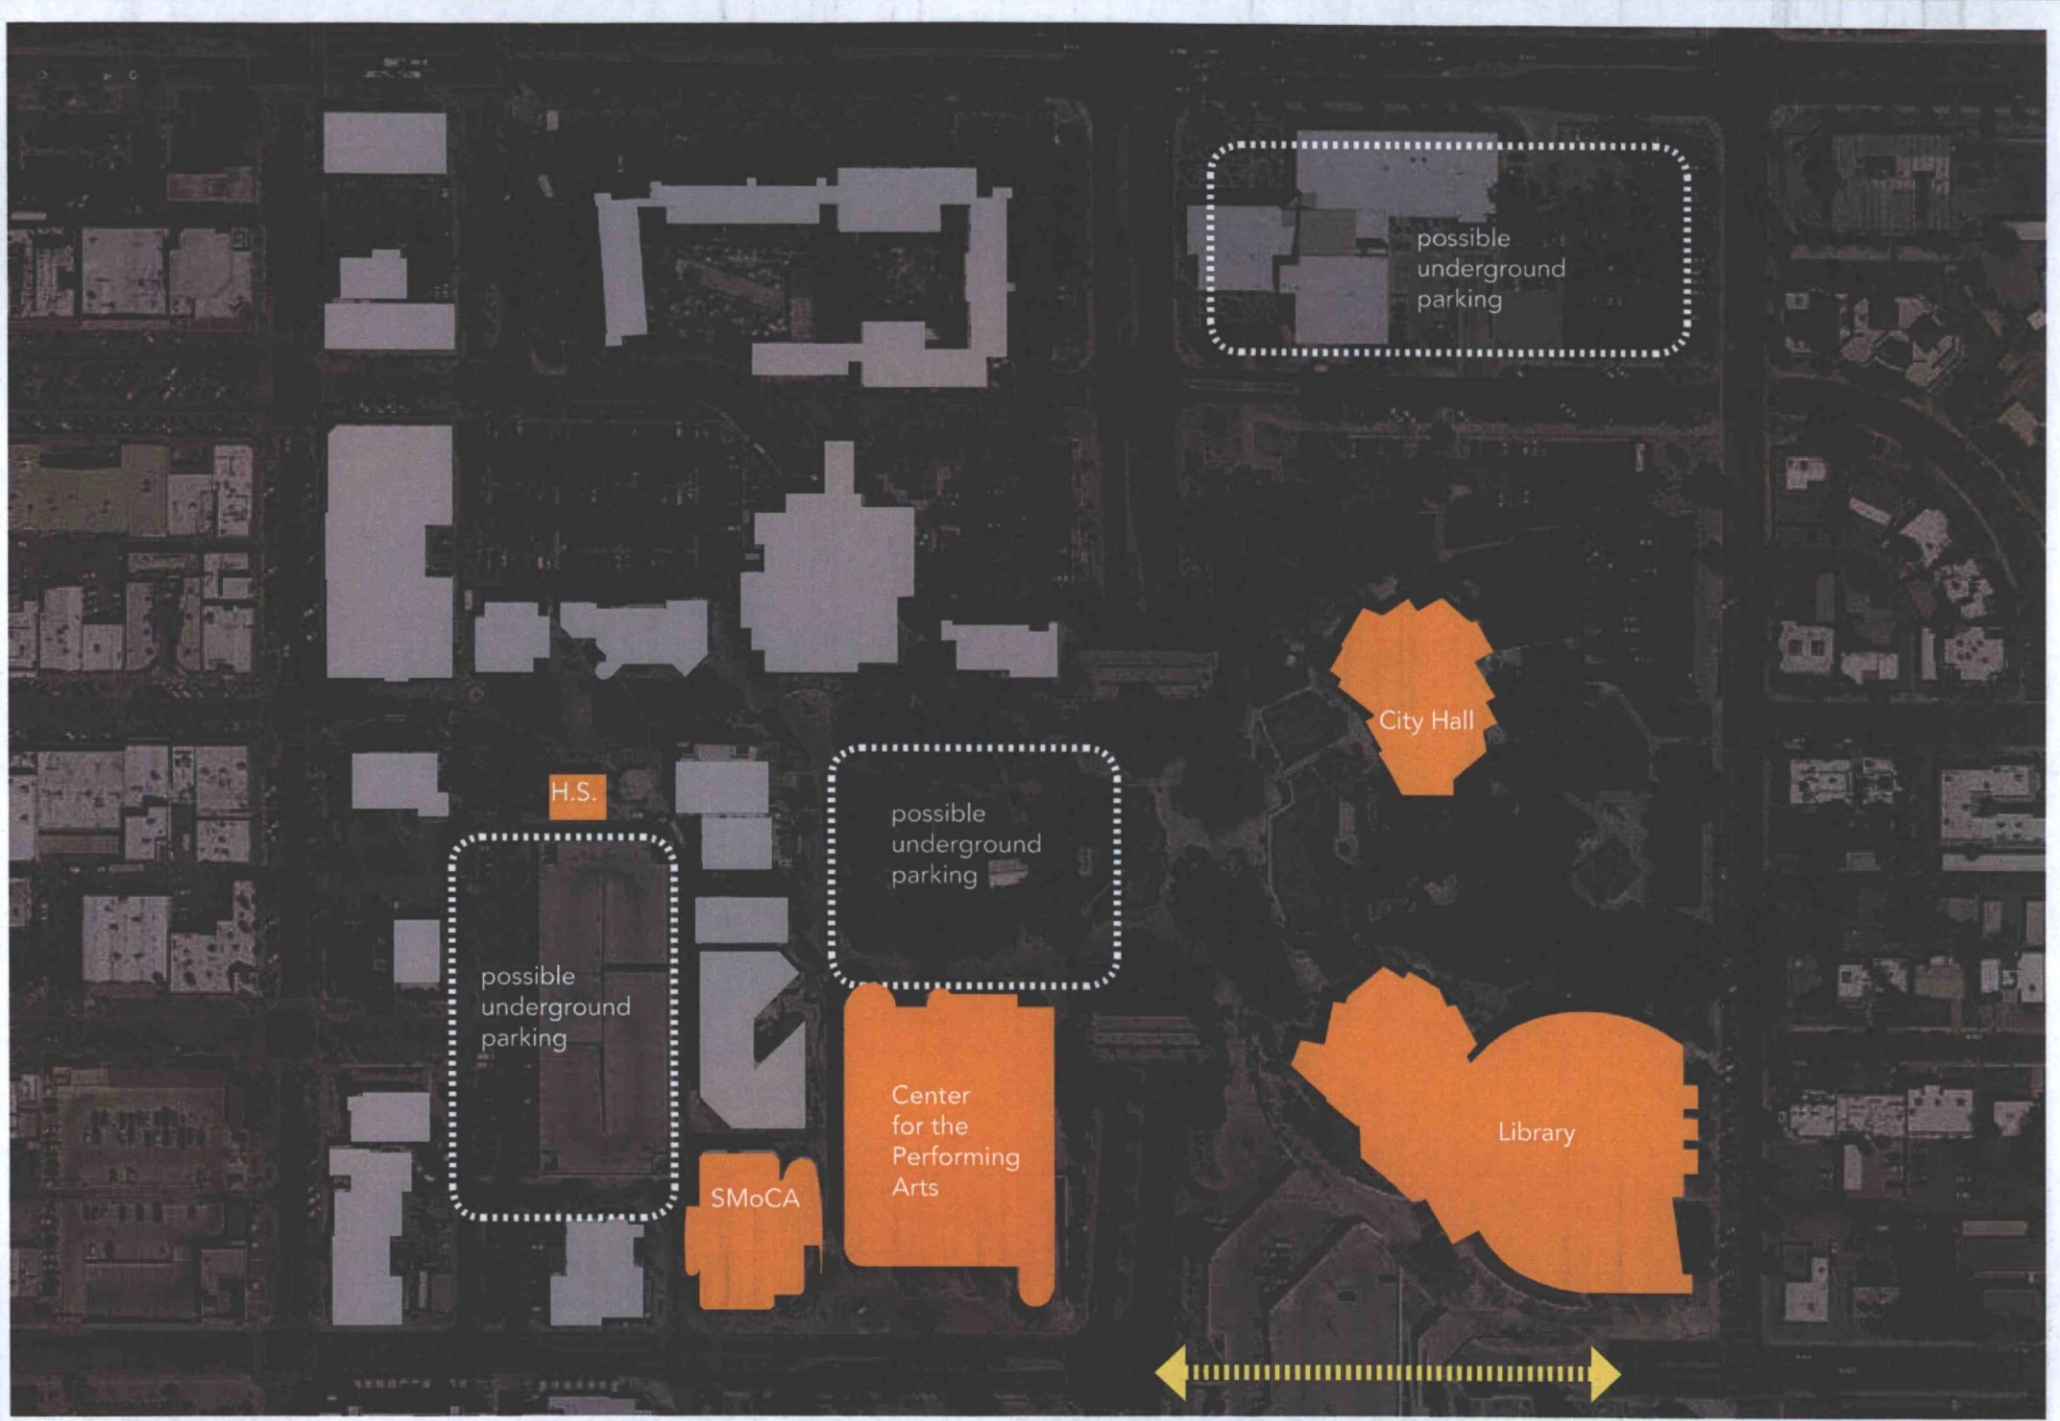 possible
underground
parking
City Hall
H.S.
possible
underground
parking
possible
underground
parking
Center
for the
Performing
Arts
SMoCA
Library